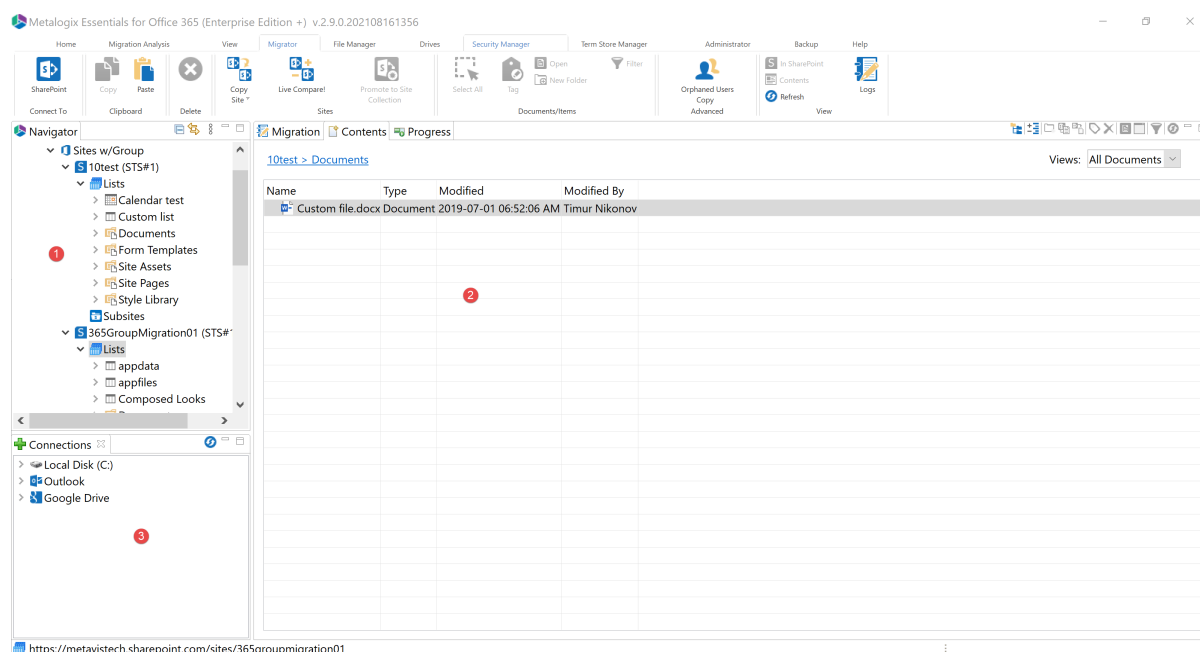 Metalogix Essentials for Office 365 (Enterprise Edition +) v.2.9.0.202108161356
Home Migration Analysis View Migrator File Manager Drives Security Manager Term Store Manager Administrator Backup Help
SharePoint
Connect To
Copy
Paste
Clipboard
Delete
Copy
Site
Live Compare!
Promote to Site
Collection
Sites
Select All
Tag
Open
New Folder
Filter
Documents/Items
Orphaned Users
Copy
Advanced
In SharePoint
Contents
Refresh
Logs
View
Navigator
Sites w/Group
10test (STS#1)
Lists
Calendar test
Custom list
Documents
Form Templates
Site Assets
Site Pages
Style Library
Subsites
365GroupMigration01 (STS#
Lists
appdata
appfiles
Composed Looks
1
Connections
Local Disk (C:)
Outlook
Google Drive
3
Migration Contents Progress
10test > Documents
Views: All Documents
Name Type Modified Modified By
Custom file.docx Document 2019-07-01 06:52:06 AM Timur Nikonov
2
https://metavistech.sharepoint.com/sites/365groupmigration01